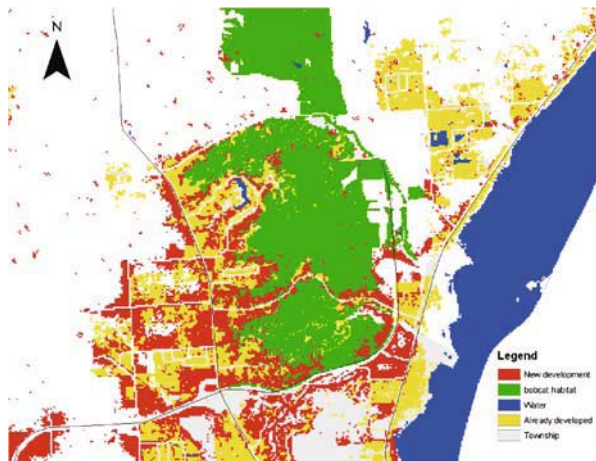 N
Legend
New development
bobcat habitat
Water
Already developed
Township